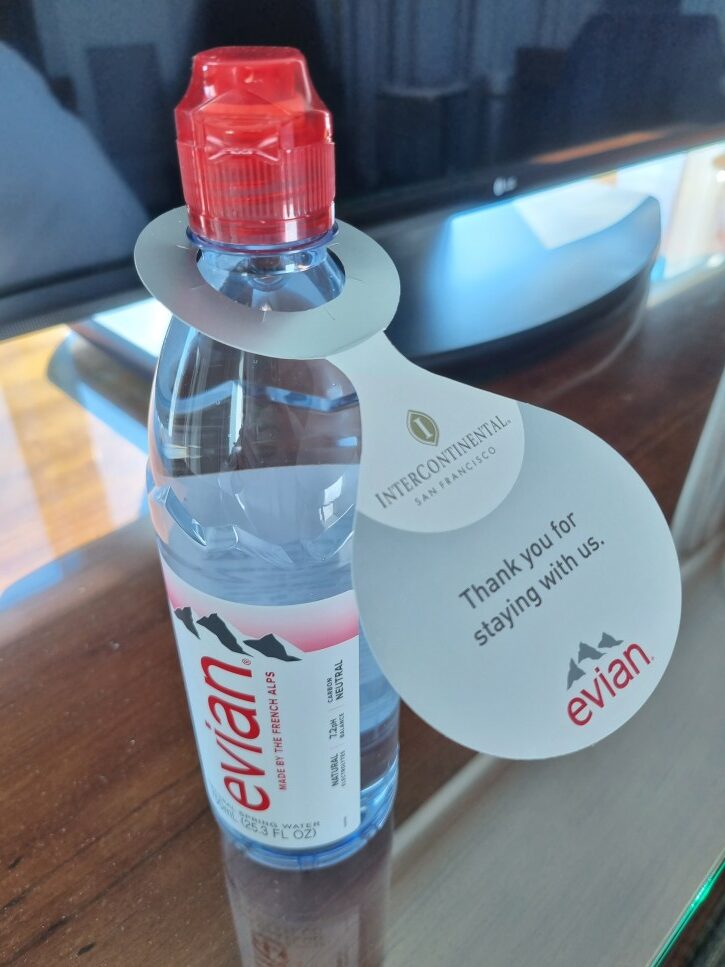 LG
INTERCONTINENTAL®
SAN FRANCISCO
Thank you for
staying with us.
evian
evian®
MADE BY THE FRENCH ALPS
NATURAL
ELECTROLYTES
7.2pH
BALANCE
CARBON
NEUTRAL
SPRING WATER
(25.3 FL OZ)